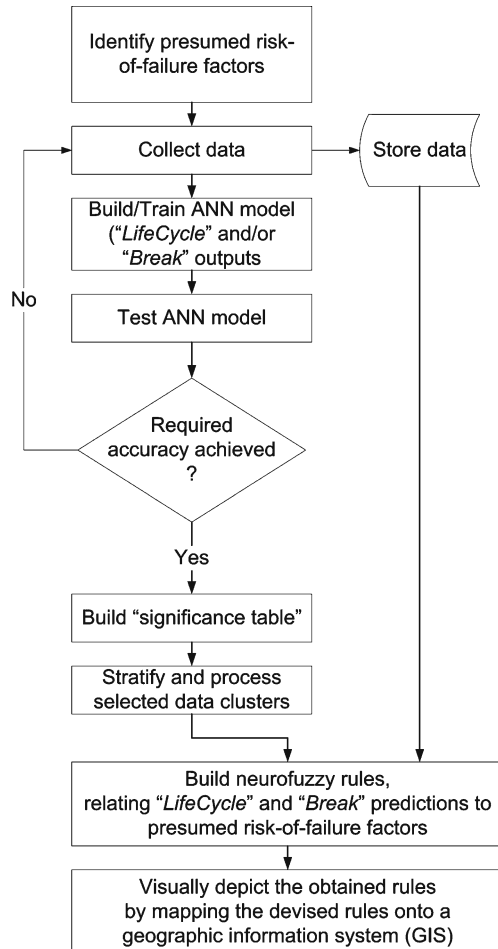 Identify presumed risk-
of-failure factors
Collect data
Store data
Build/Train ANN model
("LifeCycle" and/or
"Break" outputs
No
Test ANN model
Required
accuracy achieved
?
Yes
Build "significance table"
Stratify and process
selected data clusters
Build neurofuzzy rules,
relating "LifeCycle" and "Break" predictions to
presumed risk-of-failure factors
Visually depict the obtained rules
by mapping the devised rules onto a
geographic information system (GIS)